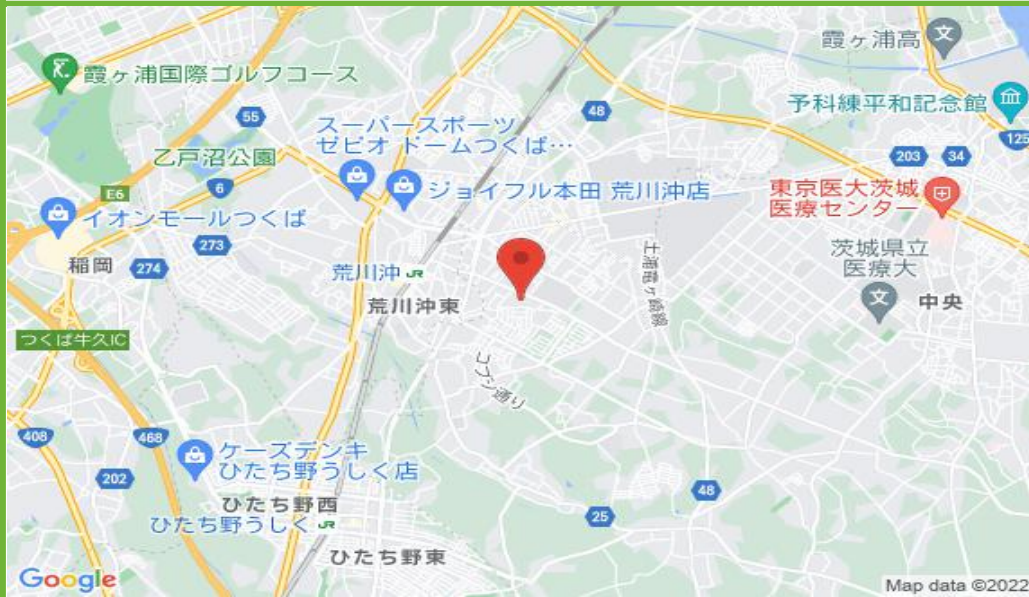 霞ヶ浦高
霞ヶ浦国際ゴルフコース
予科練平和記念館
48
55
125
スーパースポーツ
ゼビオ ドームつくば…
乙戸沼公園
203
34
E6
6
ジョイフル本田 荒川沖店
東京医大茨城
医療センター
イオンモールつくば
273
土浦竜ヶ崎線
茨城県立
医療大
稲岡
274
荒川沖 JR
荒川沖東
中央
つくば牛久IC
コブシ通り
408
468
ケーズデンキ
ひたち野うしく店
202
48
ひたち野西
25
ひたち野うしく JR
ひたち野東
Google
Map data ©2022